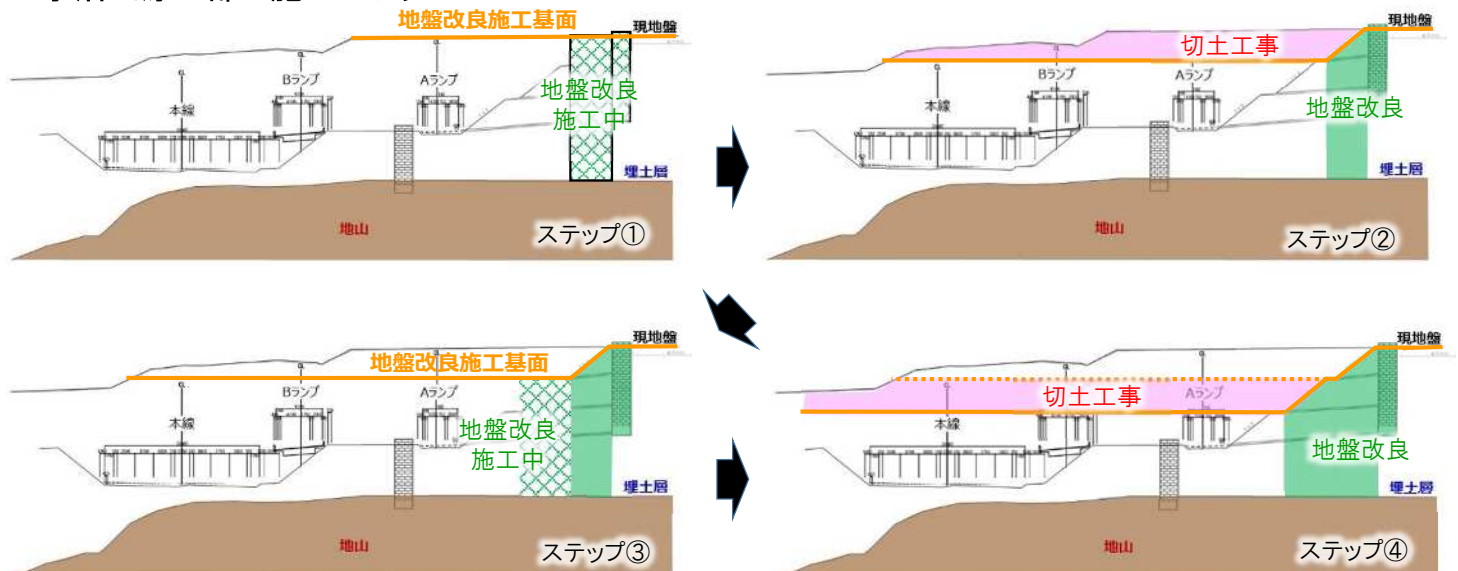 地盤改良施工基面
現地盤
Bランプ
Aランプ
本線
地盤改良
施工中
埋土層
地山
ステップ①
現地盤
切土工事
Bランプ
Aランプ
本線
地盤改良
埋土層
地山
ステップ②
現地盤
地盤改良施工基面
Bランプ
Aランプ
本線
地盤改良
施工中
埋土層
地山
ステップ③
現地盤
切土工事
Aランプ
本線
地盤改良
埋土層
地山
ステップ④